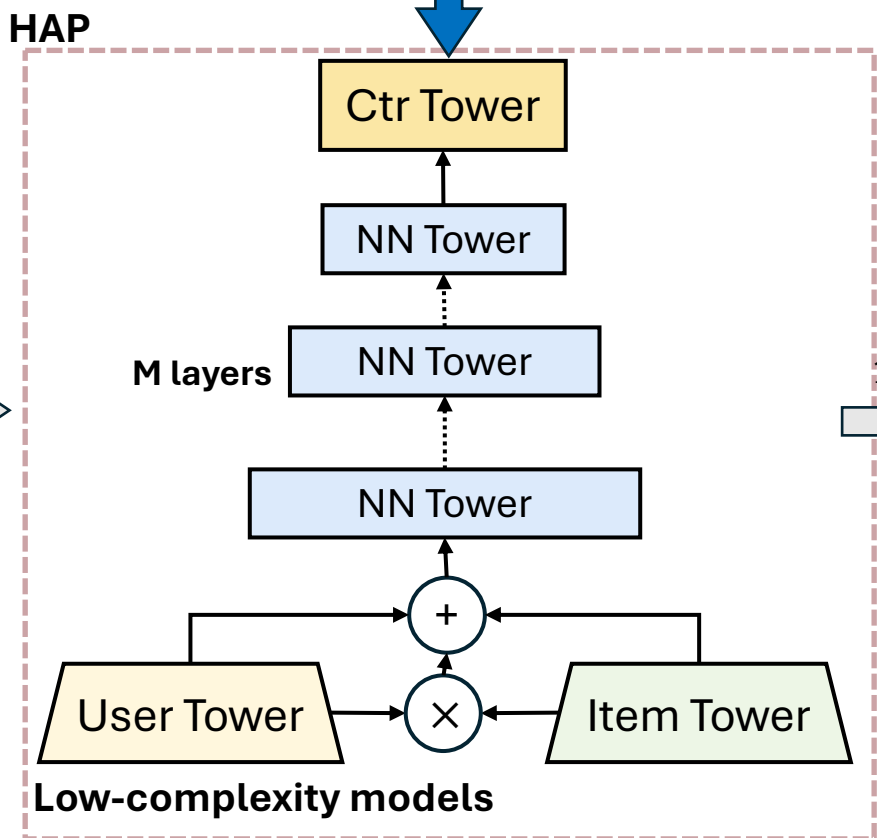 HAP
Ctr Tower
NN Tower
NN Tower
M layers
NN Tower
+
User Tower
×
Item Tower
Low-complexity models